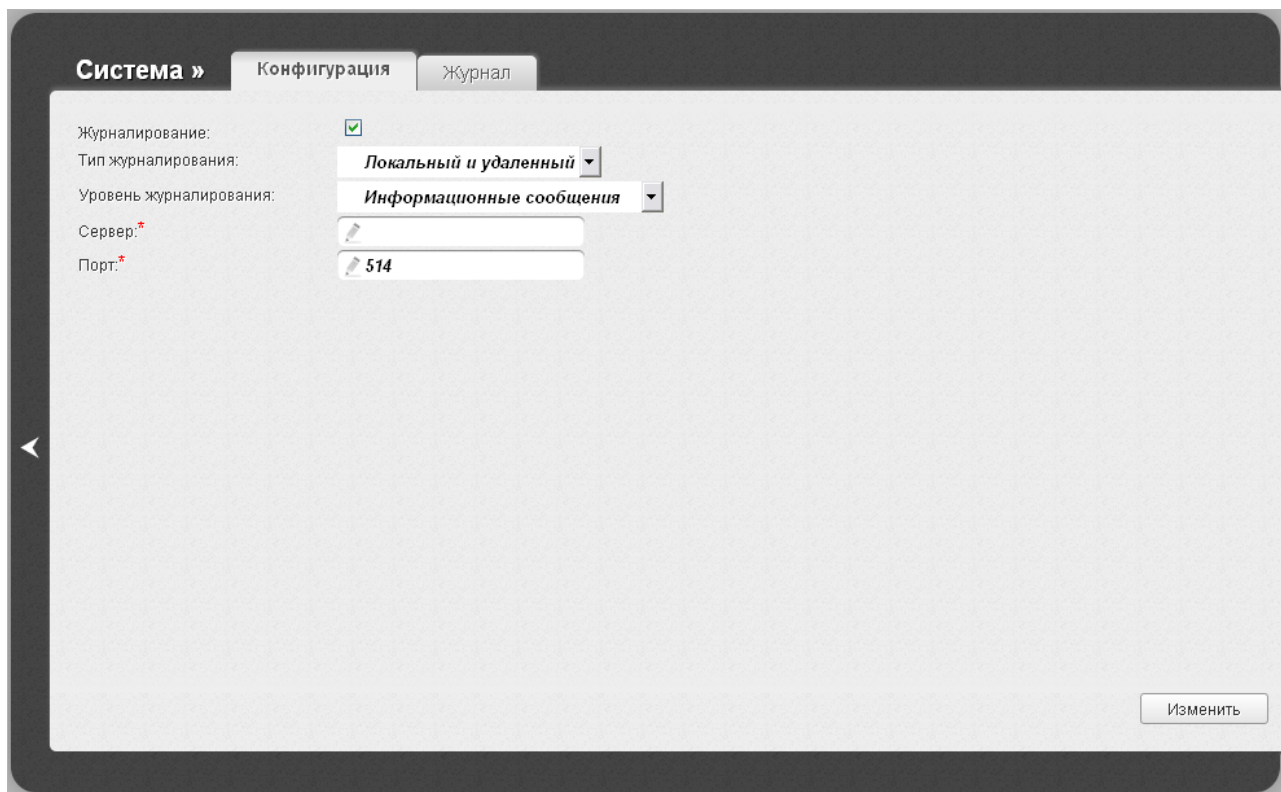 Система »
Конфигурация
Журнал
Журналирование:
Тип журналирования:
Локальный и удаленный
Уровень журналирования:
Информационные сообщения
Сервер:*
Порт:*
514
Изменить